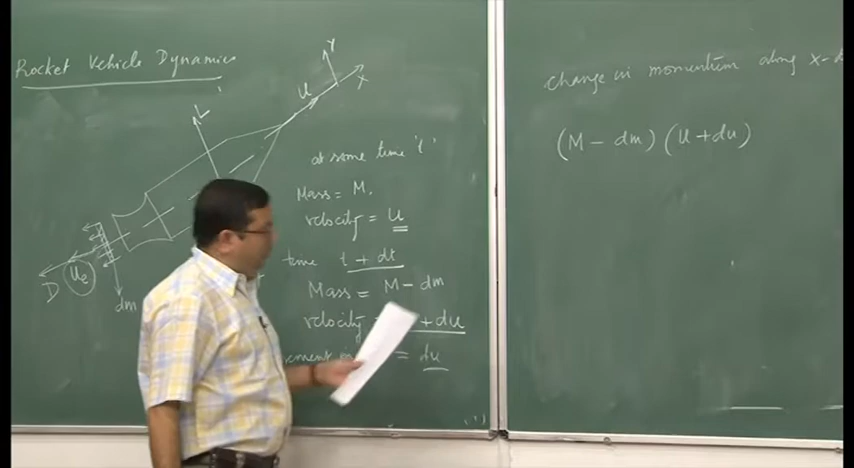 Rocket Vehicle Dynamics
Y
X
u
L
at some time 't'
Mass = M.
velocity = u
time t + dt
Mass = M - dm
velocity + du
= du
D
ue
dm
change in momentum along x-d
(M - dm) (u + du)